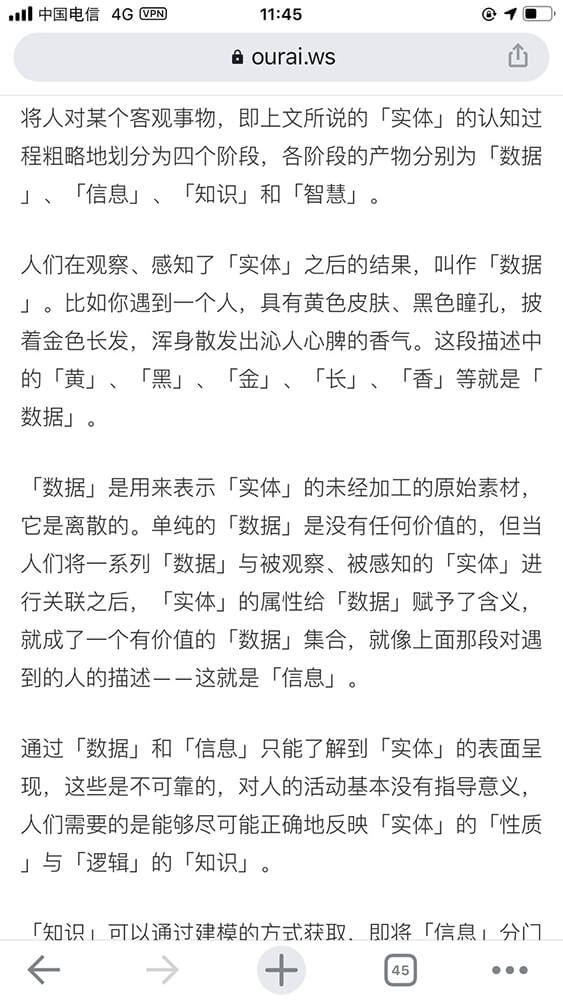 中国电信 4G VPN 11:45
ourai.ws
将人对某个客观事物，即上文所说的「实体」的认知过
程粗略地划分为四个阶段，各阶段的产物分别为「数据
」、「信息」、「知识」和「智慧」。
人们在观察、感知了「实体」之后的结果，叫作「数据
」。比如你遇到一个人，具有黄色皮肤、黑色瞳孔，披
着金色长发，浑身散发出沁人心脾的香气。这段描述中
的「黄」、「黑」、「金」、「长」、「香」等就是「
数据」。
「数据」是用来表示「实体」的未经加工的原始素材，
它是离散的。单纯的「数据」是没有任何价值的，但当
人们将一系列「数据」与被观察、被感知的「实体」进
行关联之后，「实体」的属性给「数据」赋予了含义，
就成了一个有价值的「数据」集合，就像上面那段对遇
到的人的描述——这就是「信息」。
通过「数据」和「信息」只能了解到「实体」的表面呈
现，这些是不可靠的，对人的活动基本没有指导意义，
人们需要的是能够尽可能正确地反映「实体」的「性质
」与「逻辑」的「知识」。
「知识」可以通过建模的方式获取，即将「信息」分门
45